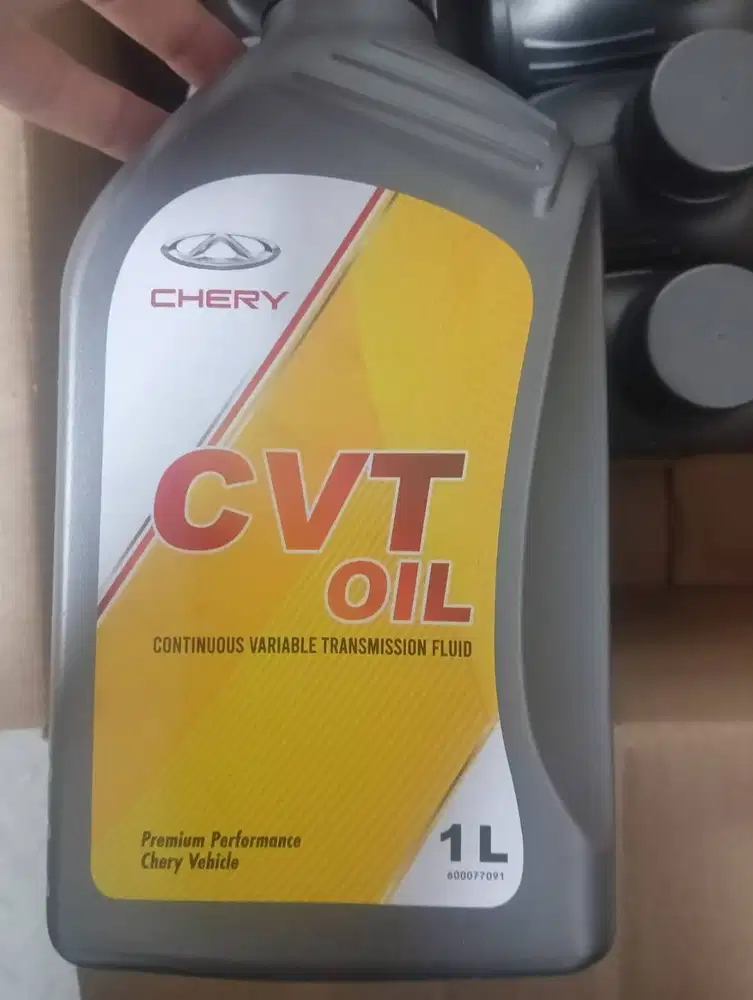 CHERY
CVT
OIL
CONTINUOUS VARIABLE TRANSMISSION FLUID
Premium Performance
Chery Vehicle
1 L
600077091